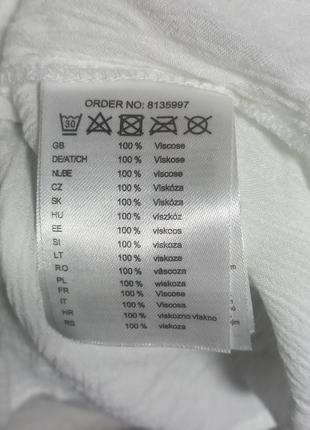 ORDER NO: 8135997
30
GB 100 % Viscose
DE/AT/CH 100 % Viskose
NL/BE 100 % Viscose
CZ 100 % Viskóza
SK 100 % Viskóza
HU 100 % viszkóz
EE 100 % viskoos
SI 100 % viskoza
LT 100 % viskoze
RO 100 % vâscoza
PL 100 % wiskoza
FR 100 % Viscose
IT 100 % Viscosa
HR 100 % viskozno vlakno
RS 100 % viskoza